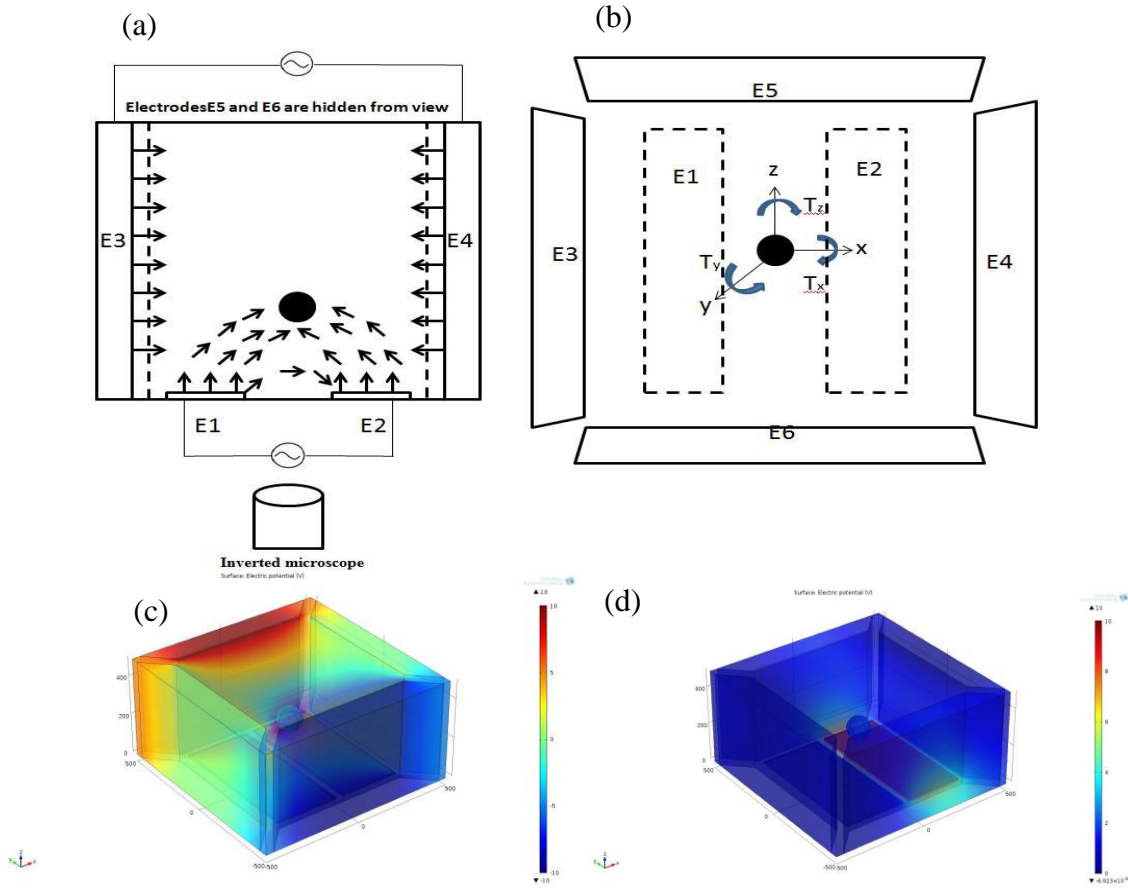 (a)
ElectrodesE5 and E6 are hidden from view
E3
E4
E1
E2
Inverted microscope
(b)
E5
E1
E2
z
Tz
E3
x
E4
Ty
Tx
y
E6
Surface: Electric potential (V)
(c)
▲ 10
10
5
0
-5
-10
▼ -10
400
200
0
500
0
-500
-500
0
500
z
y
x
Surface: Electric potential (V)
(d)
▲ 10
10
8
6
4
2
0
400
200
0
500
0
-500
-500
0
500
z
y
x